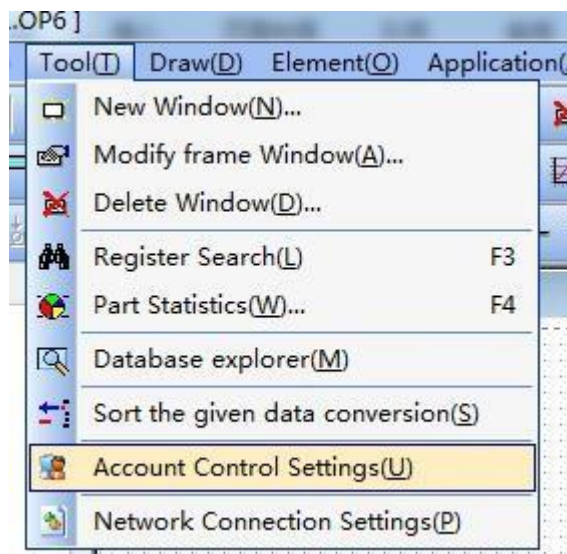 .OP6 ]
Tool(T) Draw(D) Element(O) Application(
New Window(N)...
Modify frame Window(A)...
Delete Window(D)...
Register Search(L) F3
Part Statistics(W)... F4
Database explorer(M)
Sort the given data conversion(S)
Account Control Settings(U)
Network Connection Settings(P)